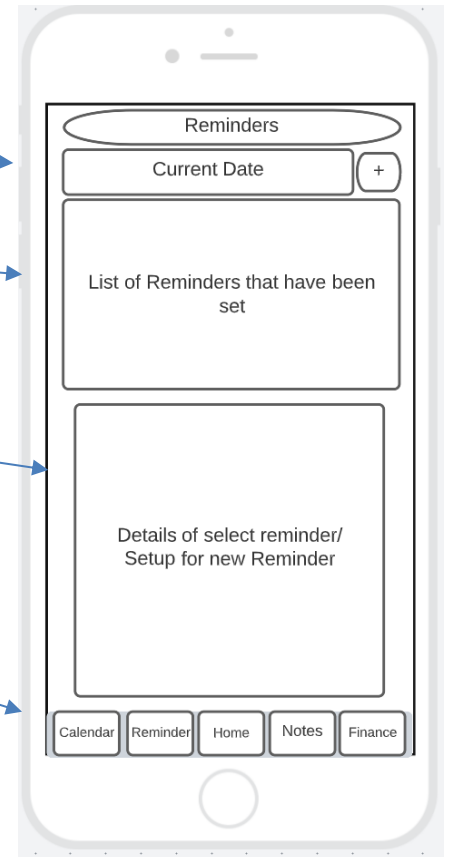 Reminders
Current Date
+
List of Reminders that have been
set
Details of select reminder/
Setup for new Reminder
Calendar
Reminder
Home
Notes
Finance